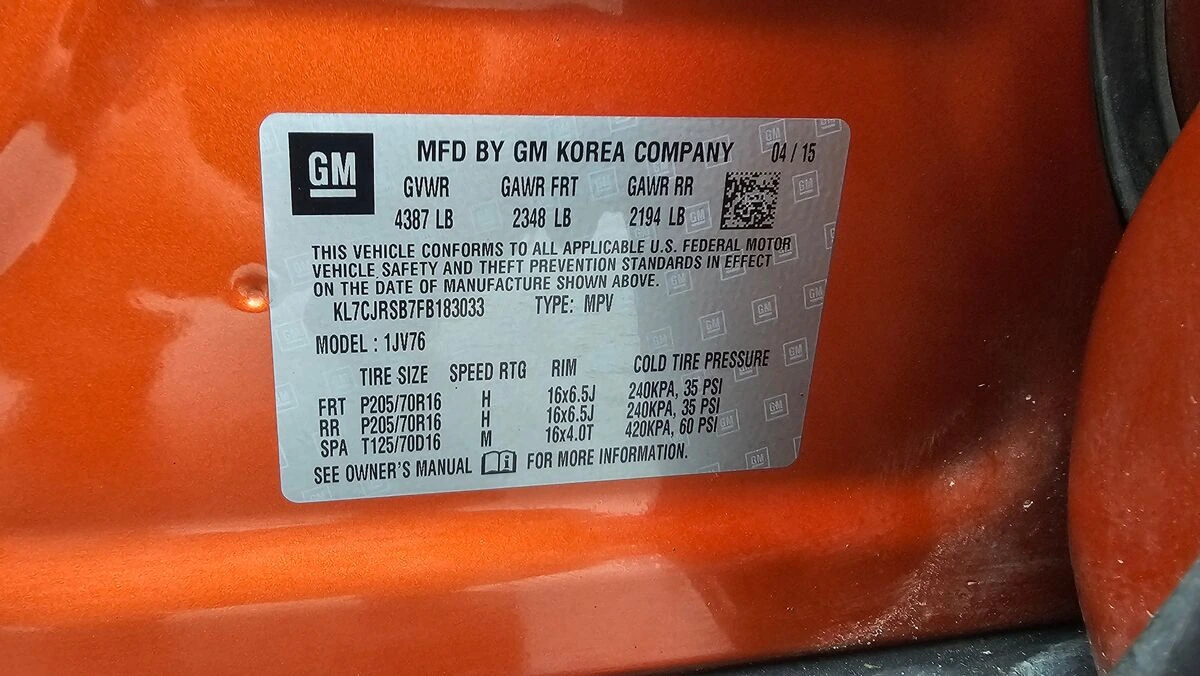 GM
MFD BY GM KOREA COMPANY 04 / 15
GVWR GAWR FRT GAWR RR
4387 LB 2348 LB 2194 LB
THIS VEHICLE CONFORMS TO ALL APPLICABLE U.S. FEDERAL MOTOR
VEHICLE SAFETY AND THEFT PREVENTION STANDARDS IN EFFECT
ON THE DATE OF MANUFACTURE SHOWN ABOVE.
KL7CJRSB7FB183033 TYPE: MPV
MODEL : 1JV76
TIRE SIZE SPEED RTG RIM COLD TIRE PRESSURE
FRT P205/70R16 H 16x6.5J 240KPA, 35 PSI
RR P205/70R16 H 16x6.5J 240KPA, 35 PSI
SPA T125/70D16 M 16x4.0T 420KPA, 60 PSI
SEE OWNER'S MANUAL FOR MORE INFORMATION.